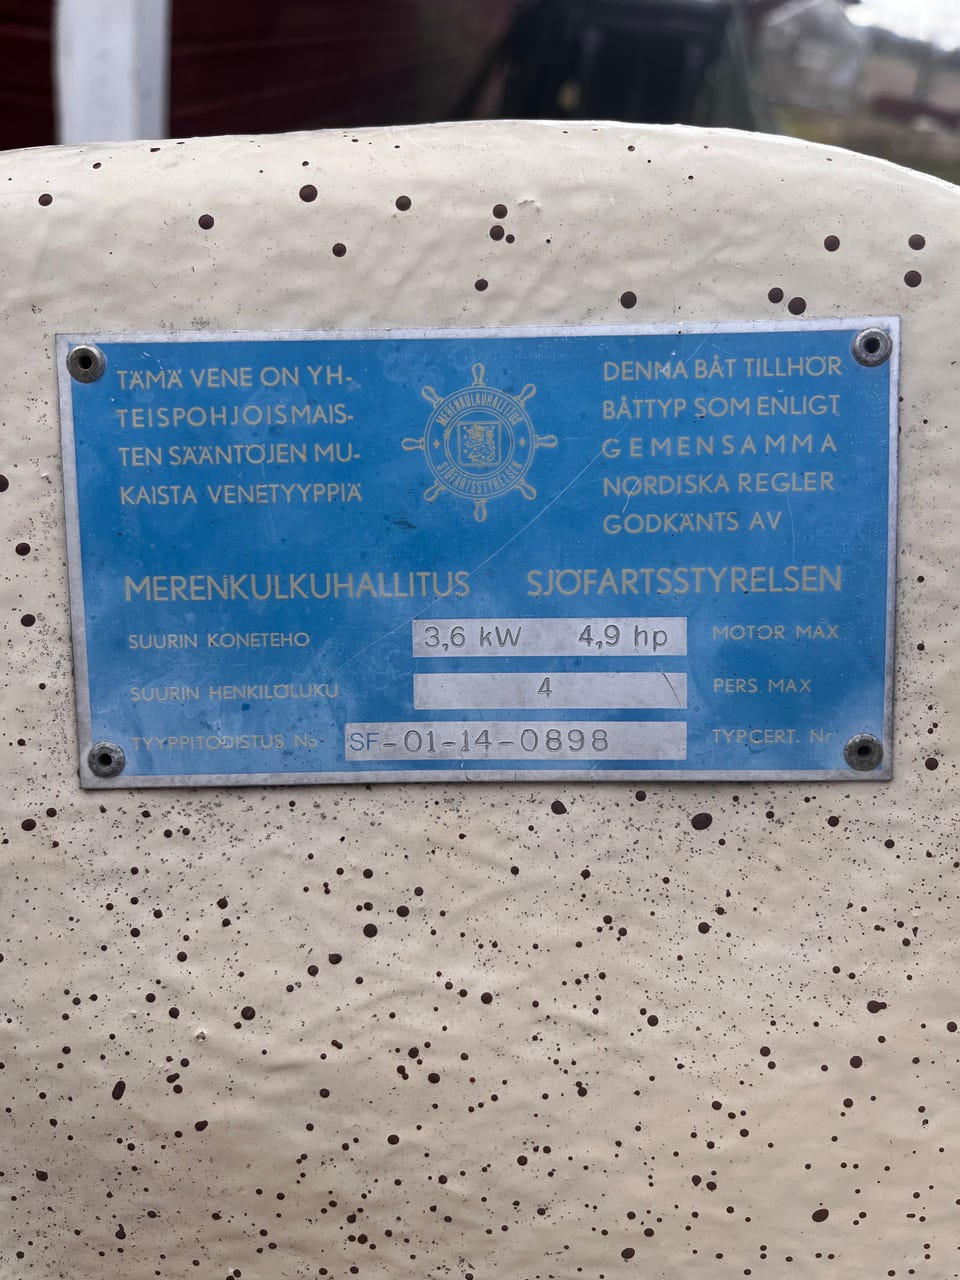 TÄMÄ VENE ON YH-
TEISPOHJOISMAIS-
TEN SÄÄNTÖJEN MU-
KAISTA VENETYYPPIÄ
MERENKULKUHALLITUS
SJÖFARTSSTYRELSEN
DENNA BÅT TILLHÖR
BÅTTYP SOM ENLIGT
GEMENSAMMA
NORDISKA REGLER
GODKÄNTS AV
MERENKULKUHALLITUS SJÖFARTSSTYRELSEN
SUURIN KONETEHO 3,6 kW 4,9 hp MOTOR MAX
SUURIN HENKILÖLUKU 4 PERS. MAX
TYYPPITODISTUS No SF-01-14-0898 TYPCERT. Nr